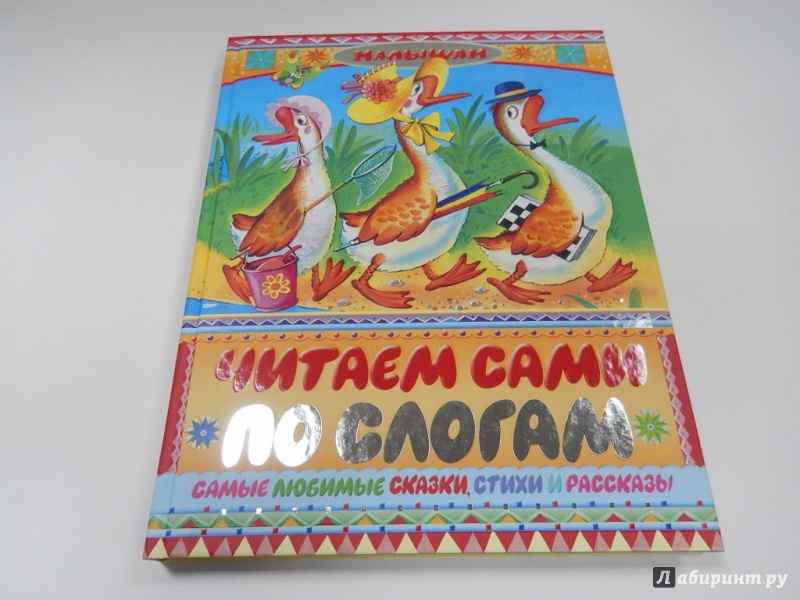 МАЛЫШАМ
ЧИТАЕМ САМИ
ПО СЛОГАМ
САМЫЕ ЛЮБИМЫЕ СКАЗКИ, СТИХИ И РАССКАЗЫ
Лабиринт.ру